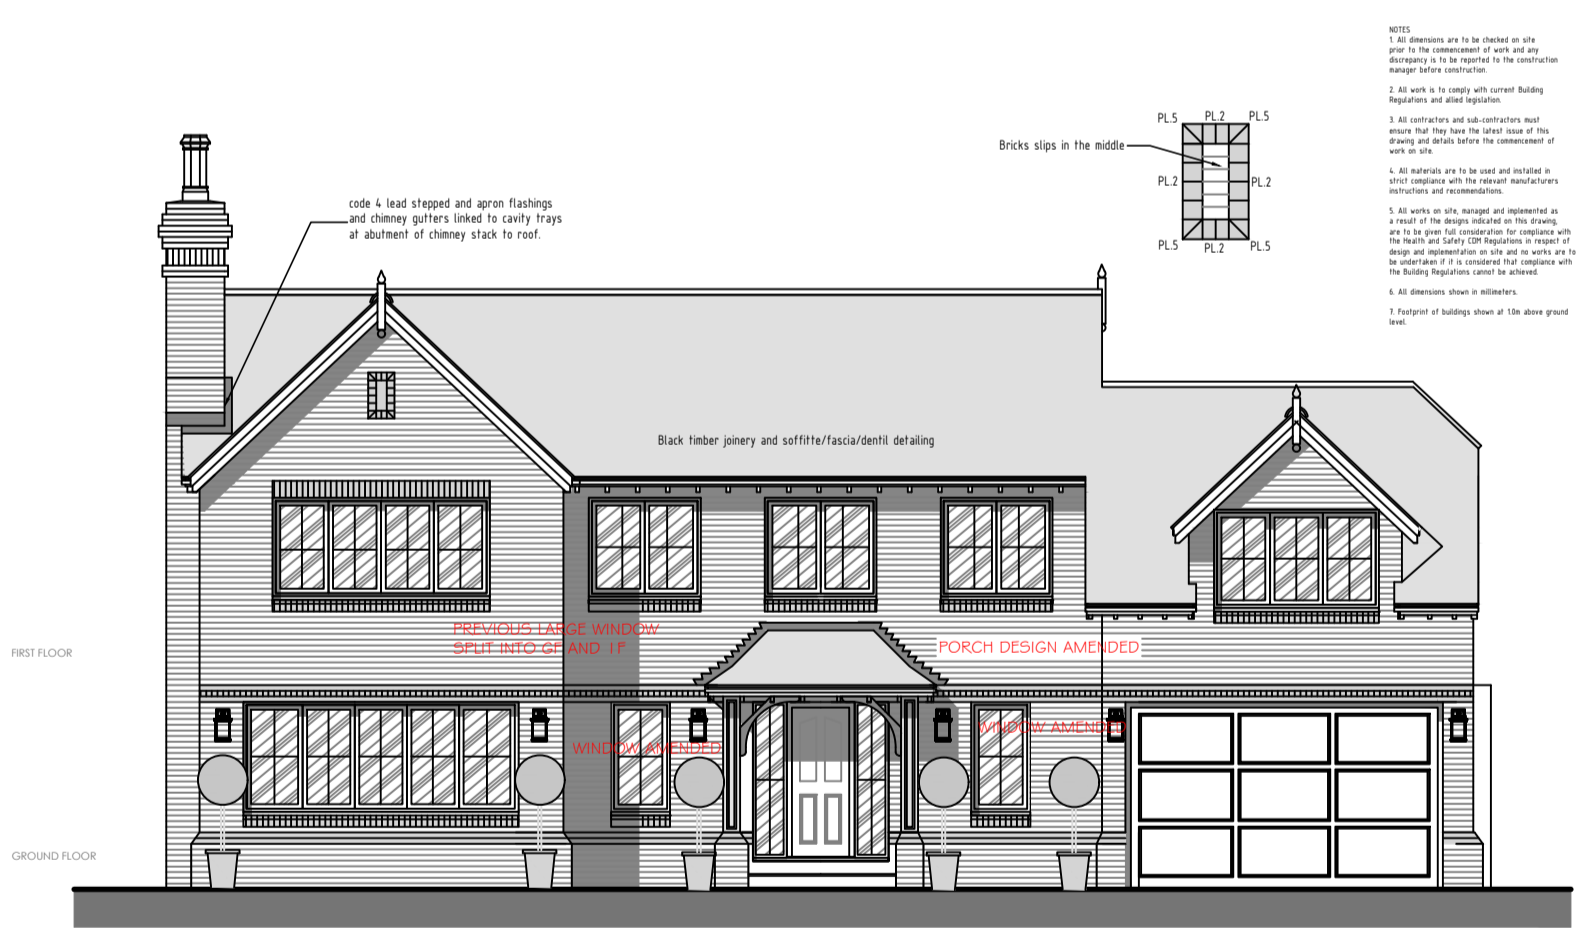 NOTES
1. All dimensions are to be checked on site
prior to the commencement of work and any
discrepancy is to be reported to the construction
manager before construction.
2. All work is to comply with current Building
Regulations and allied legislation.
3. All contractors and sub-contractors must
ensure that they have the latest issue of this
drawing and details before the commencement of
work on site.
4. All materials are to be used and installed in
strict compliance with the relevant manufacturers
instructions and recommendations.
5. All works on site, managed and implemented as
a result of the designs indicated on this drawing,
are to be given full consideration for compliance with
the Health and Safety CDM Regulations in respect of
design and implementation on site and no works are to
be undertaken if it is considered that compliance with
the Building Regulations cannot be achieved.
6. All dimensions shown in millimeters.
7. Footprint of buildings shown at 1.0m above ground
level.
PL.5 PL.2 PL.5
Bricks slips in the middle
PL.2 PL.2
PL.5 PL.2 PL.5
code 4 lead stepped and apron flashings
and chimney gutters linked to cavity trays
at abutment of chimney stack to roof.
Black timber joinery and soffitte/fascia/dentil detailing
PREVIOUS LARGE WINDOW
SPLIT INTO GF AND 1F
PORCH DESIGN AMENDED
FIRST FLOOR
WINDOW AMENDED
WINDOW AMENDED
GROUND FLOOR